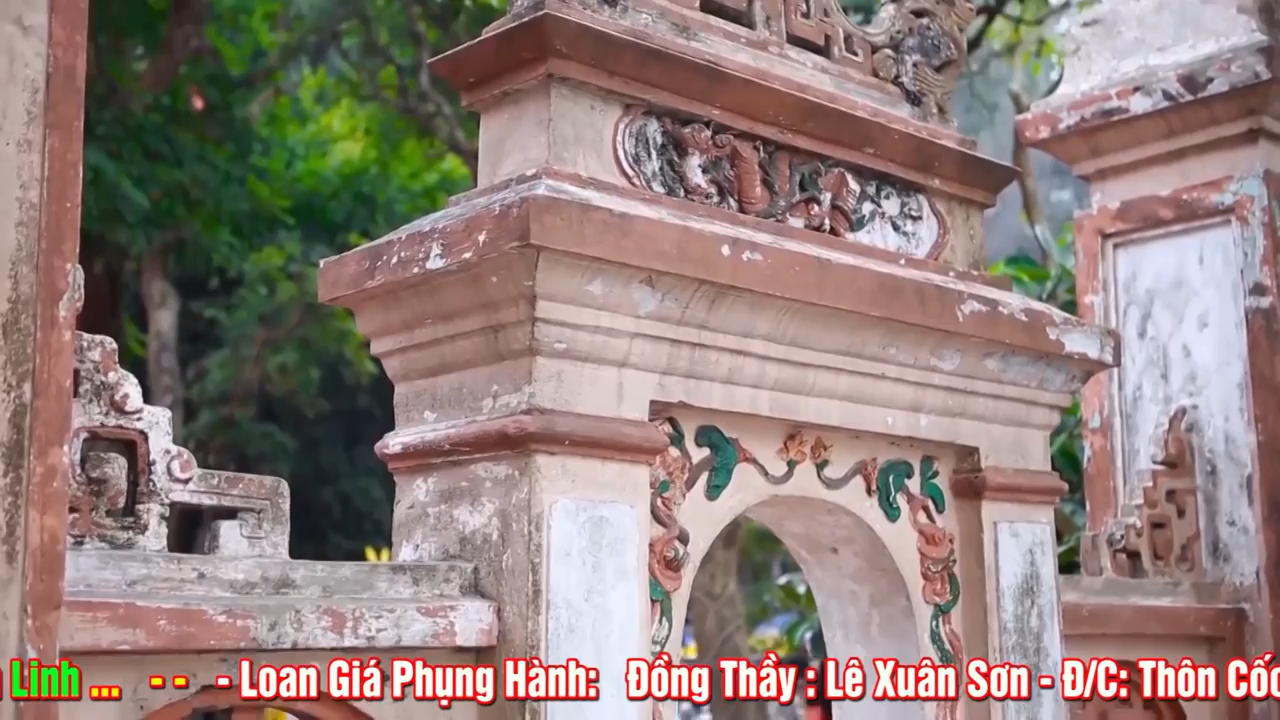 Linh ... - - - Loan Giá Phụng Hành: Đồng Thầy : Lê Xuân Sơn - Đ/C: Thôn Cốc